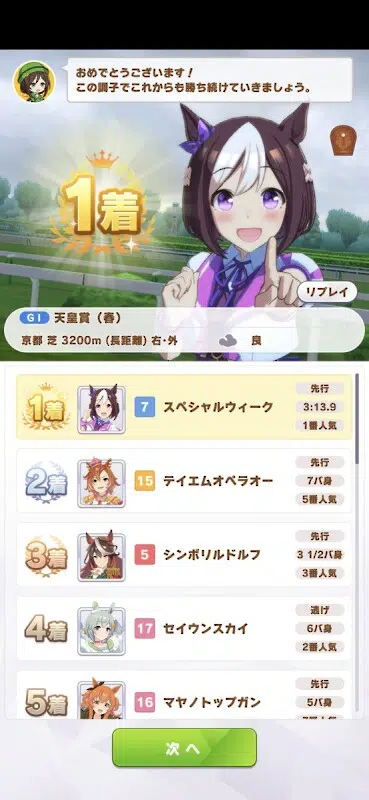 おめでとうございます！
この調子でこれからも勝ち続けていきましょう。
1着
リプレイ
GI 天皇賞（春）
京都 芝 3200m (長距離) 右・外 良
1着 7 スペシャルウィーク 先行 3:13.9 1番人気
2着 15 テイエムオペラオー 先行 7バ身 5番人気
3着 5 シンボリルドルフ 先行 3 1/2バ身 3番人気
4着 17 セイウンスカイ 逃げ 6バ身 2番人気
5着 16 マヤノトップガン 先行 5バ身
次へ